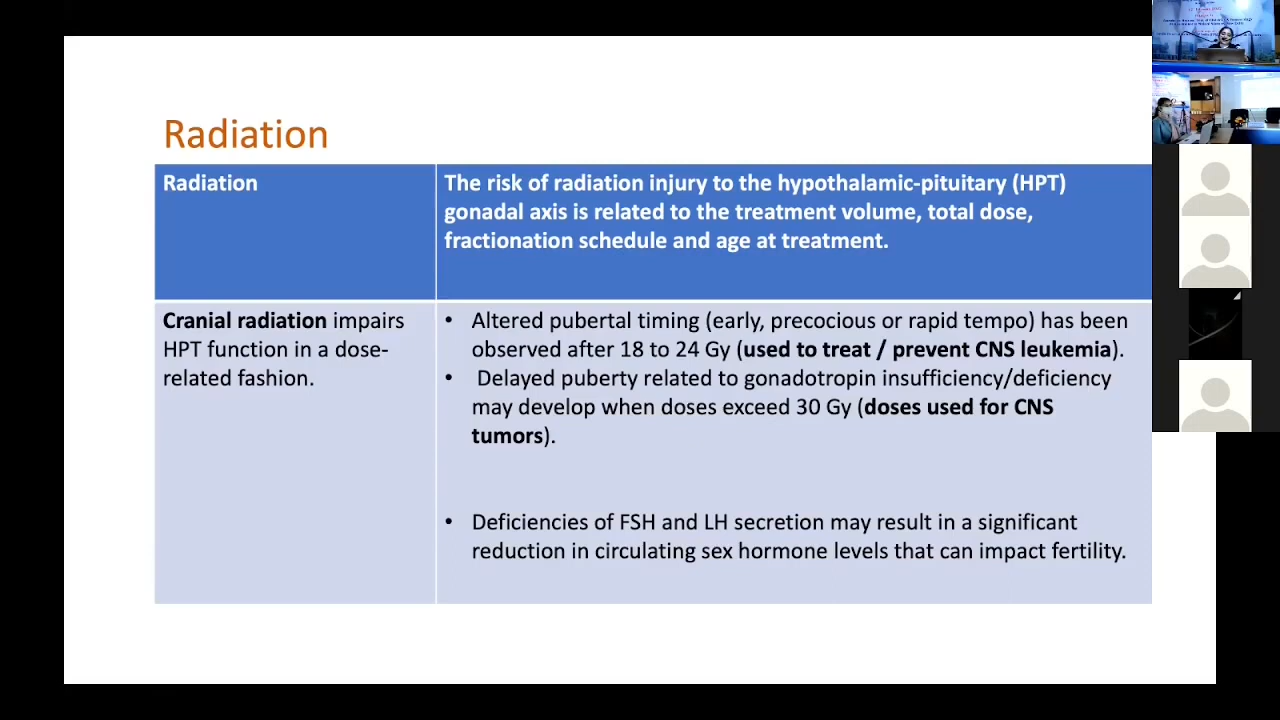 Radiation
Radiation
The risk of radiation injury to the hypothalamic-pituitary (HPT)
gonadal axis is related to the treatment volume, total dose,
fractionation schedule and age at treatment.
Cranial radiation impairs
HPT function in a dose-
related fashion.
• Altered pubertal timing (early, precocious or rapid tempo) has been
observed after 18 to 24 Gy (used to treat / prevent CNS leukemia).
• Delayed puberty related to gonadotropin insufficiency/deficiency
may develop when doses exceed 30 Gy (doses used for CNS
tumors).
• Deficiencies of FSH and LH secretion may result in a significant
reduction in circulating sex hormone levels that can impact fertility.